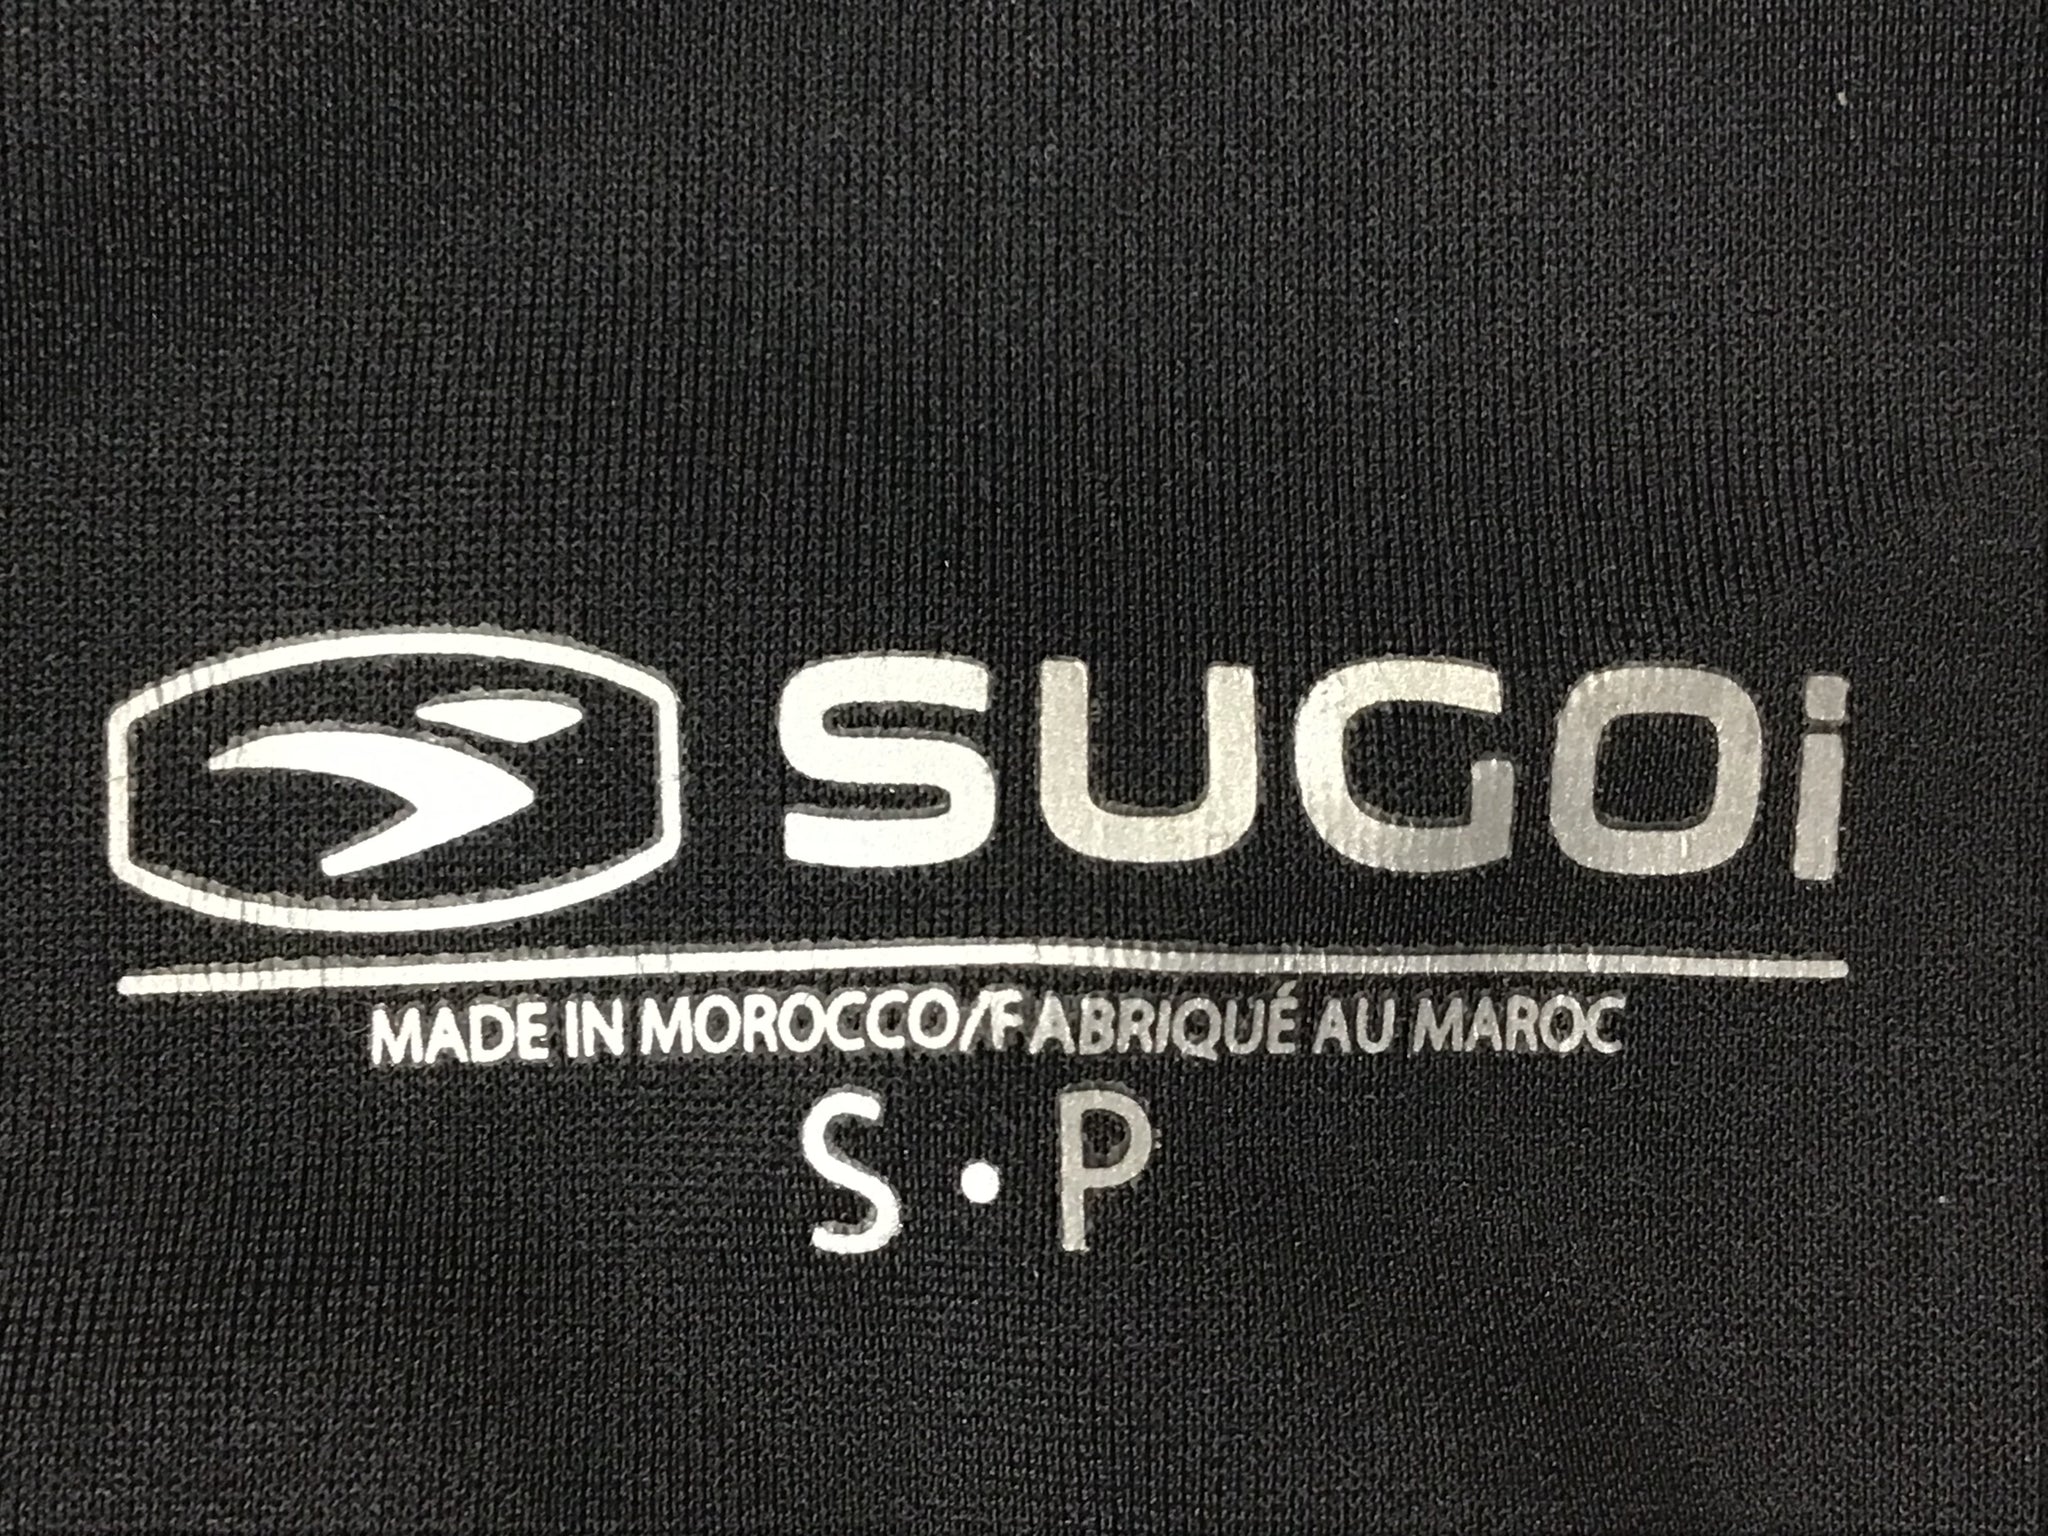 SUGOi
MADE IN MOROCCO/FABRIQUÉ AU MAROC
S • P